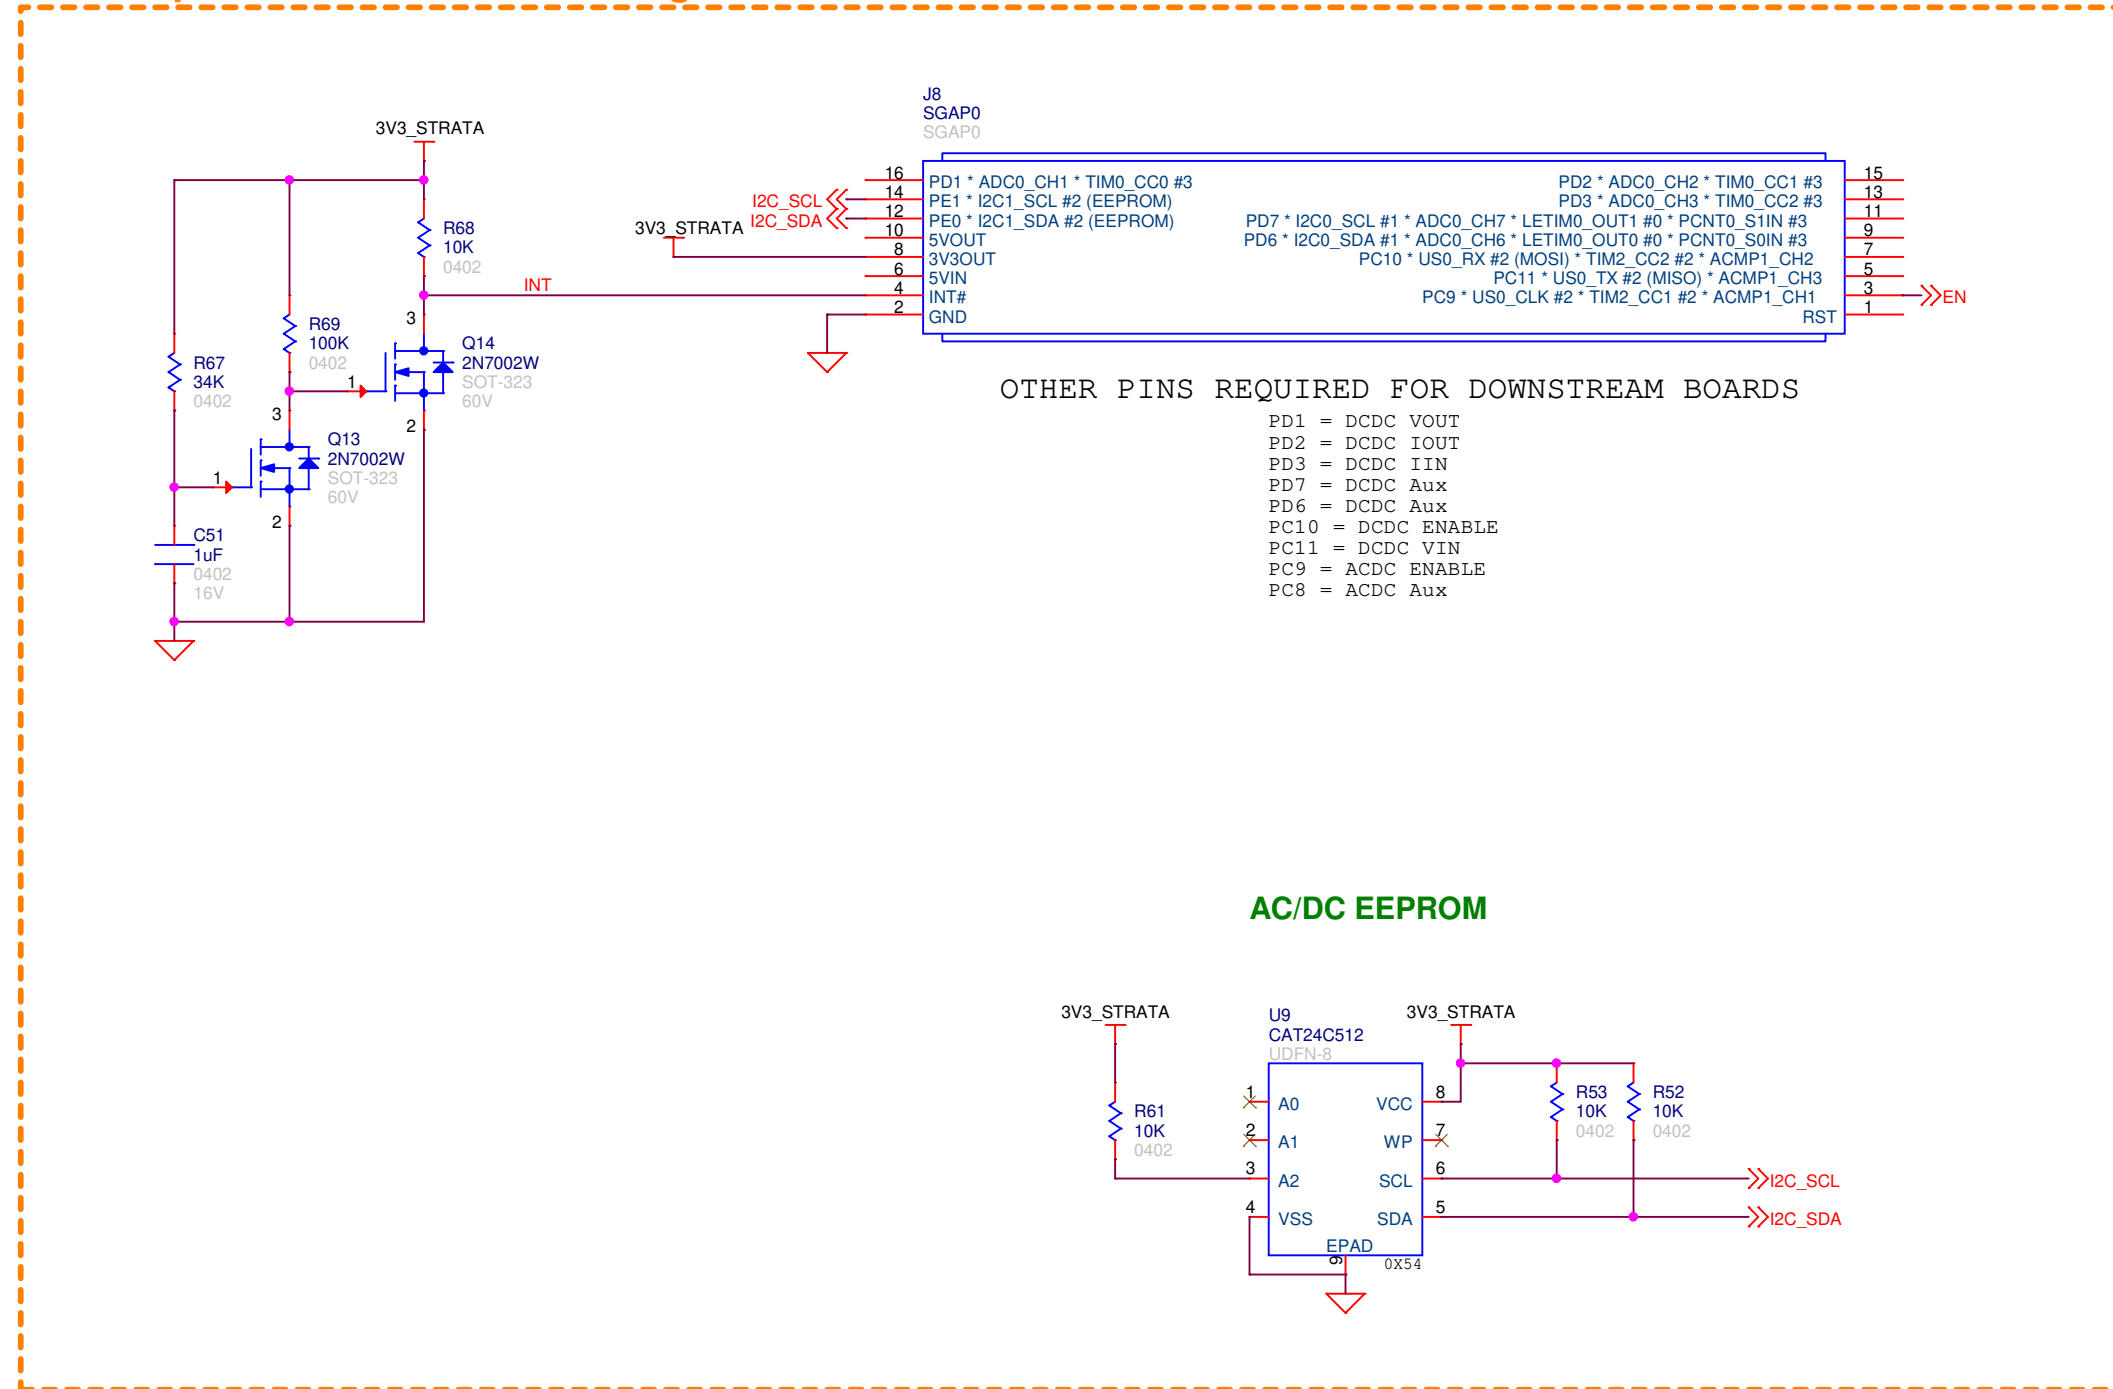 J8
SGAP0
SGAP0
3V3_STRATA
R68
10K
0402
INT
R69
100K
0402
R67
34K
0402
3
1
2
Q14
2N7002W
SOT-323
60V
3
1
2
Q13
2N7002W
SOT-323
60V
C51
1uF
0402
16V
I2C_SCL
I2C_SDA
3V3_STRATA
16 PD1 * ADC0_CH1 * TIM0_CC0 #3
14 PE1 * I2C1_SCL #2 (EEPROM)
12 PE0 * I2C1_SDA #2 (EEPROM)
10 5VOUT
8 3V3OUT
6 5VIN
4 INT#
2 GND
PD2 * ADC0_CH2 * TIM0_CC1 #3 15
PD3 * ADC0_CH3 * TIM0_CC2 #3 13
PD7 * I2C0_SCL #1 * ADC0_CH7 * LETIM0_OUT1 #0 * PCNT0_S1IN #3 11
PD6 * I2C0_SDA #1 * ADC0_CH6 * LETIM0_OUT0 #0 * PCNT0_S0IN #3 9
PC10 * US0_RX #2 (MOSI) * TIM2_CC2 #2 * ACMP1_CH2 7
PC11 * US0_TX #2 (MISO) * ACMP1_CH3 5
PC9 * US0_CLK #2 * TIM2_CC1 #2 * ACMP1_CH1 3 EN
RST 1
OTHER PINS REQUIRED FOR DOWNSTREAM BOARDS
PD1 = DCDC VOUT
PD2 = DCDC IOUT
PD3 = DCDC IIN
PD7 = DCDC Aux
PD6 = DCDC Aux
PC10 = DCDC ENABLE
PC11 = DCDC VIN
PC9 = ACDC ENABLE
PC8 = ACDC Aux
AC/DC EEPROM
3V3_STRATA
R61
10K
0402
U9
CAT24C512
UDFN-8
3V3_STRATA
1 A0
2 A1
3 A2
4 VSS
VCC 8
WP 7
SCL 6
SDA 5
EPAD
9
0X54
R53
10K
0402
R52
10K
0402
I2C_SCL
I2C_SDA